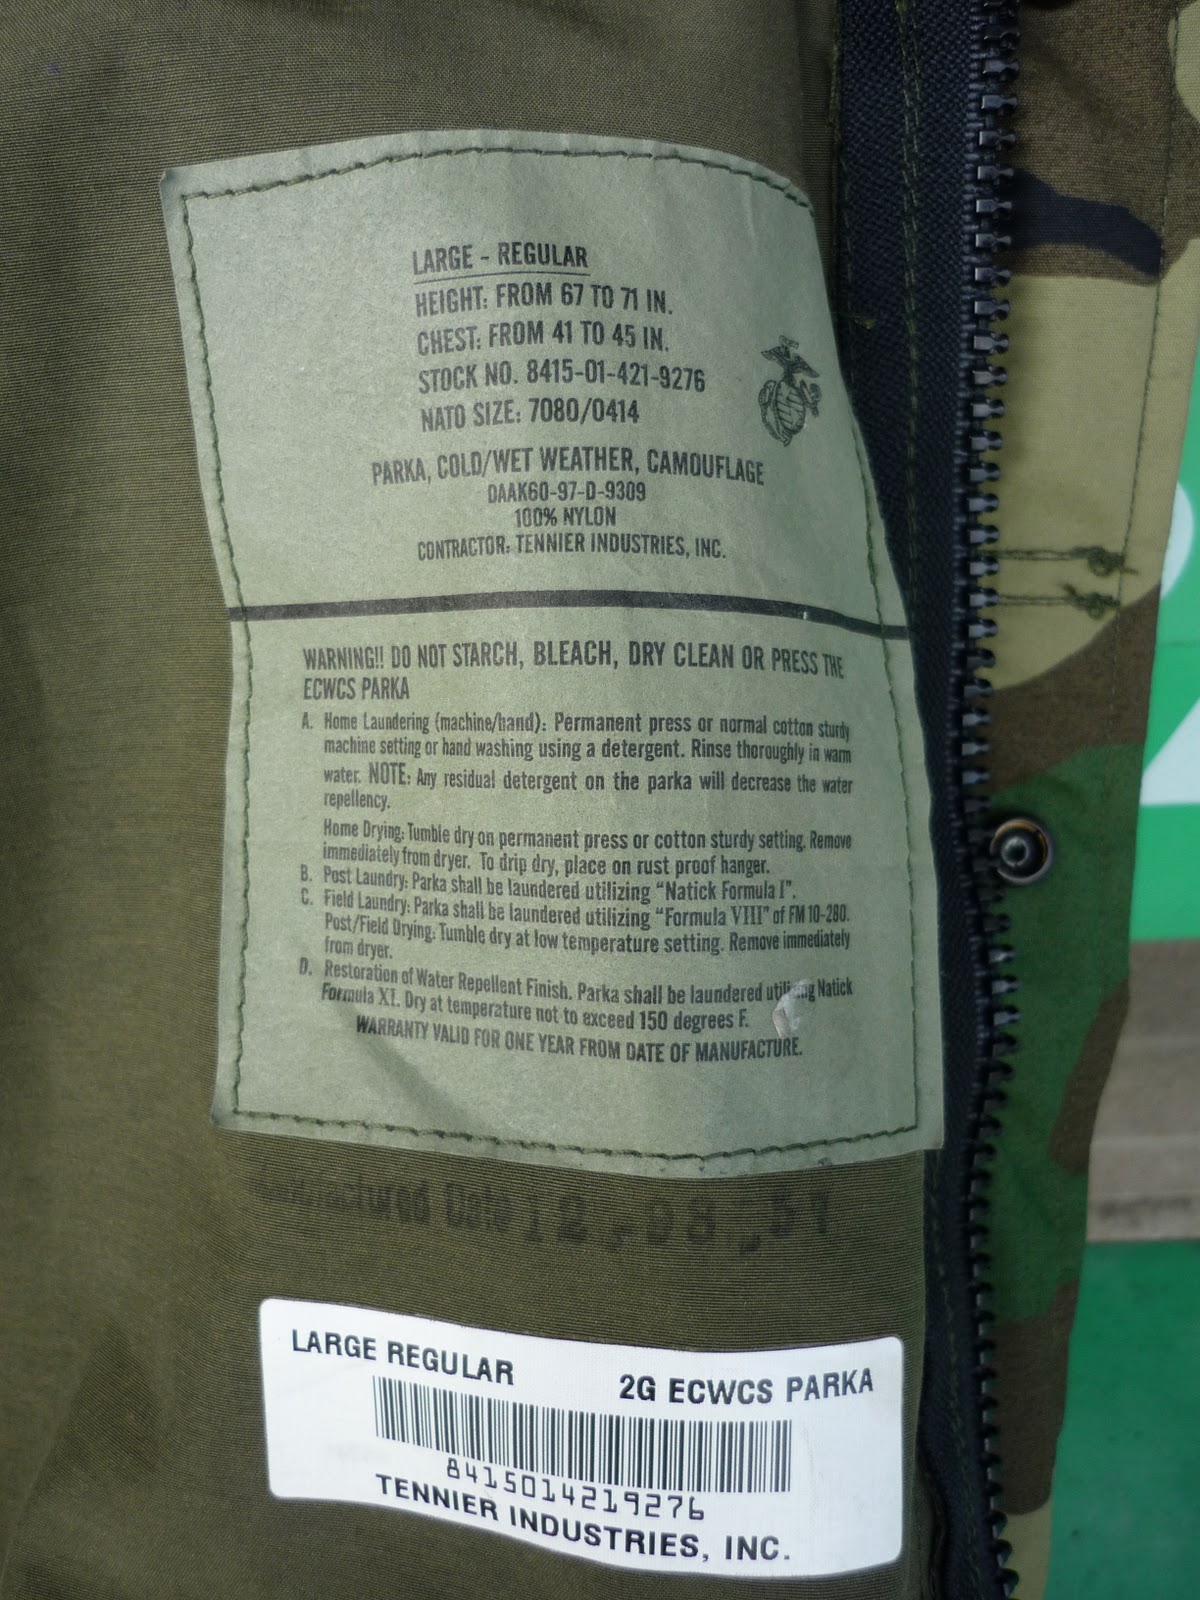 LARGE - REGULAR
HEIGHT: FROM 67 TO 71 IN.
CHEST: FROM 41 TO 45 IN.
STOCK NO. 8415-01-421-9276
NATO SIZE: 7080/0414
PARKA, COLD/WET WEATHER, CAMOUFLAGE
DAAK60-97-D-9309
100% NYLON
CONTRACTOR: TENNIER INDUSTRIES, INC.
WARNING!! DO NOT STARCH, BLEACH, DRY CLEAN OR PRESS THE
ECWCS PARKA
A. Home Laundering (machine/hand): Permanent press or normal cotton sturdy
machine setting or hand washing using a detergent. Rinse thoroughly in warm
water. NOTE: Any residual detergent on the parka will decrease the water
repellency.
Home Drying: Tumble dry on permanent press or cotton sturdy setting. Remove
immediately from dryer. To drip dry, place on rust proof hanger.
B. Post Laundry: Parka shall be laundered utilizing "Natick Formula I".
C. Field Laundry: Parka shall be laundered utilizing "Formula VIII" of FM 10-280.
Post/Field Drying: Tumble dry at low temperature setting. Remove immediately
from dryer.
D. Restoration of Water Repellent Finish. Parka shall be laundered utilizing Natick
Formula XI. Dry at temperature not to exceed 150 degrees F.
WARRANTY VALID FOR ONE YEAR FROM DATE OF MANUFACTURE.
Date 12
LARGE REGULAR 2G ECWCS PARKA
8415014219276
TENNIER INDUSTRIES, INC.